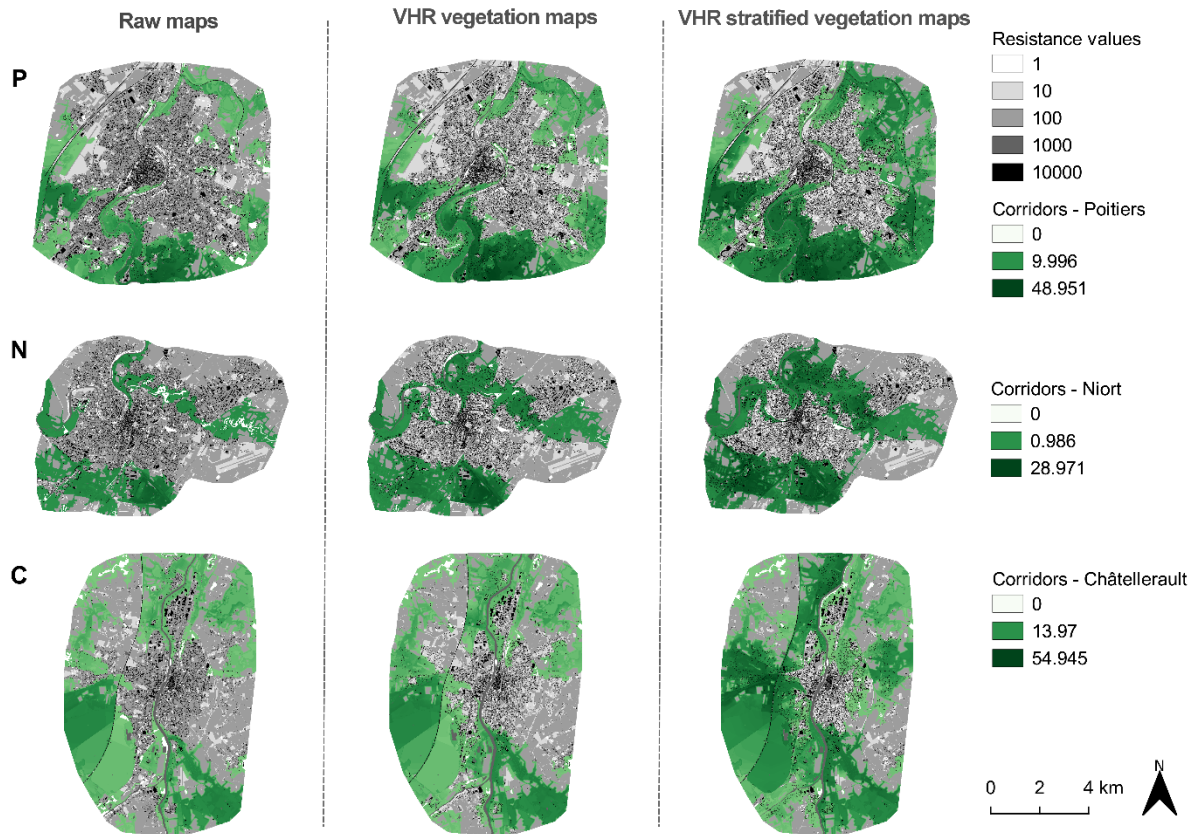 Raw maps
VHR vegetation maps
VHR stratified vegetation maps
P
N
C
Resistance values
1
10
100
1000
10000
Corridors - Poitiers
0
9.996
48.951
Corridors - Niort
0
0.986
28.971
Corridors - Châtellerault
0
13.97
54.945
0 2 4 km
N